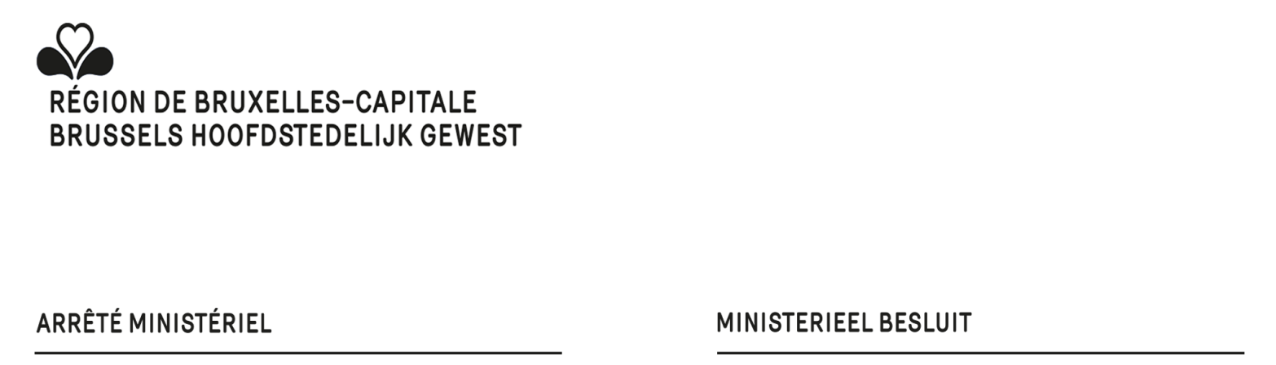 RÉGION DE BRUXELLES-CAPITALE
BRUSSELS HOOFDSTEDELIJK GEWEST
ARRÊTÉ MINISTÉRIEL
MINISTERIEEL BESLUIT